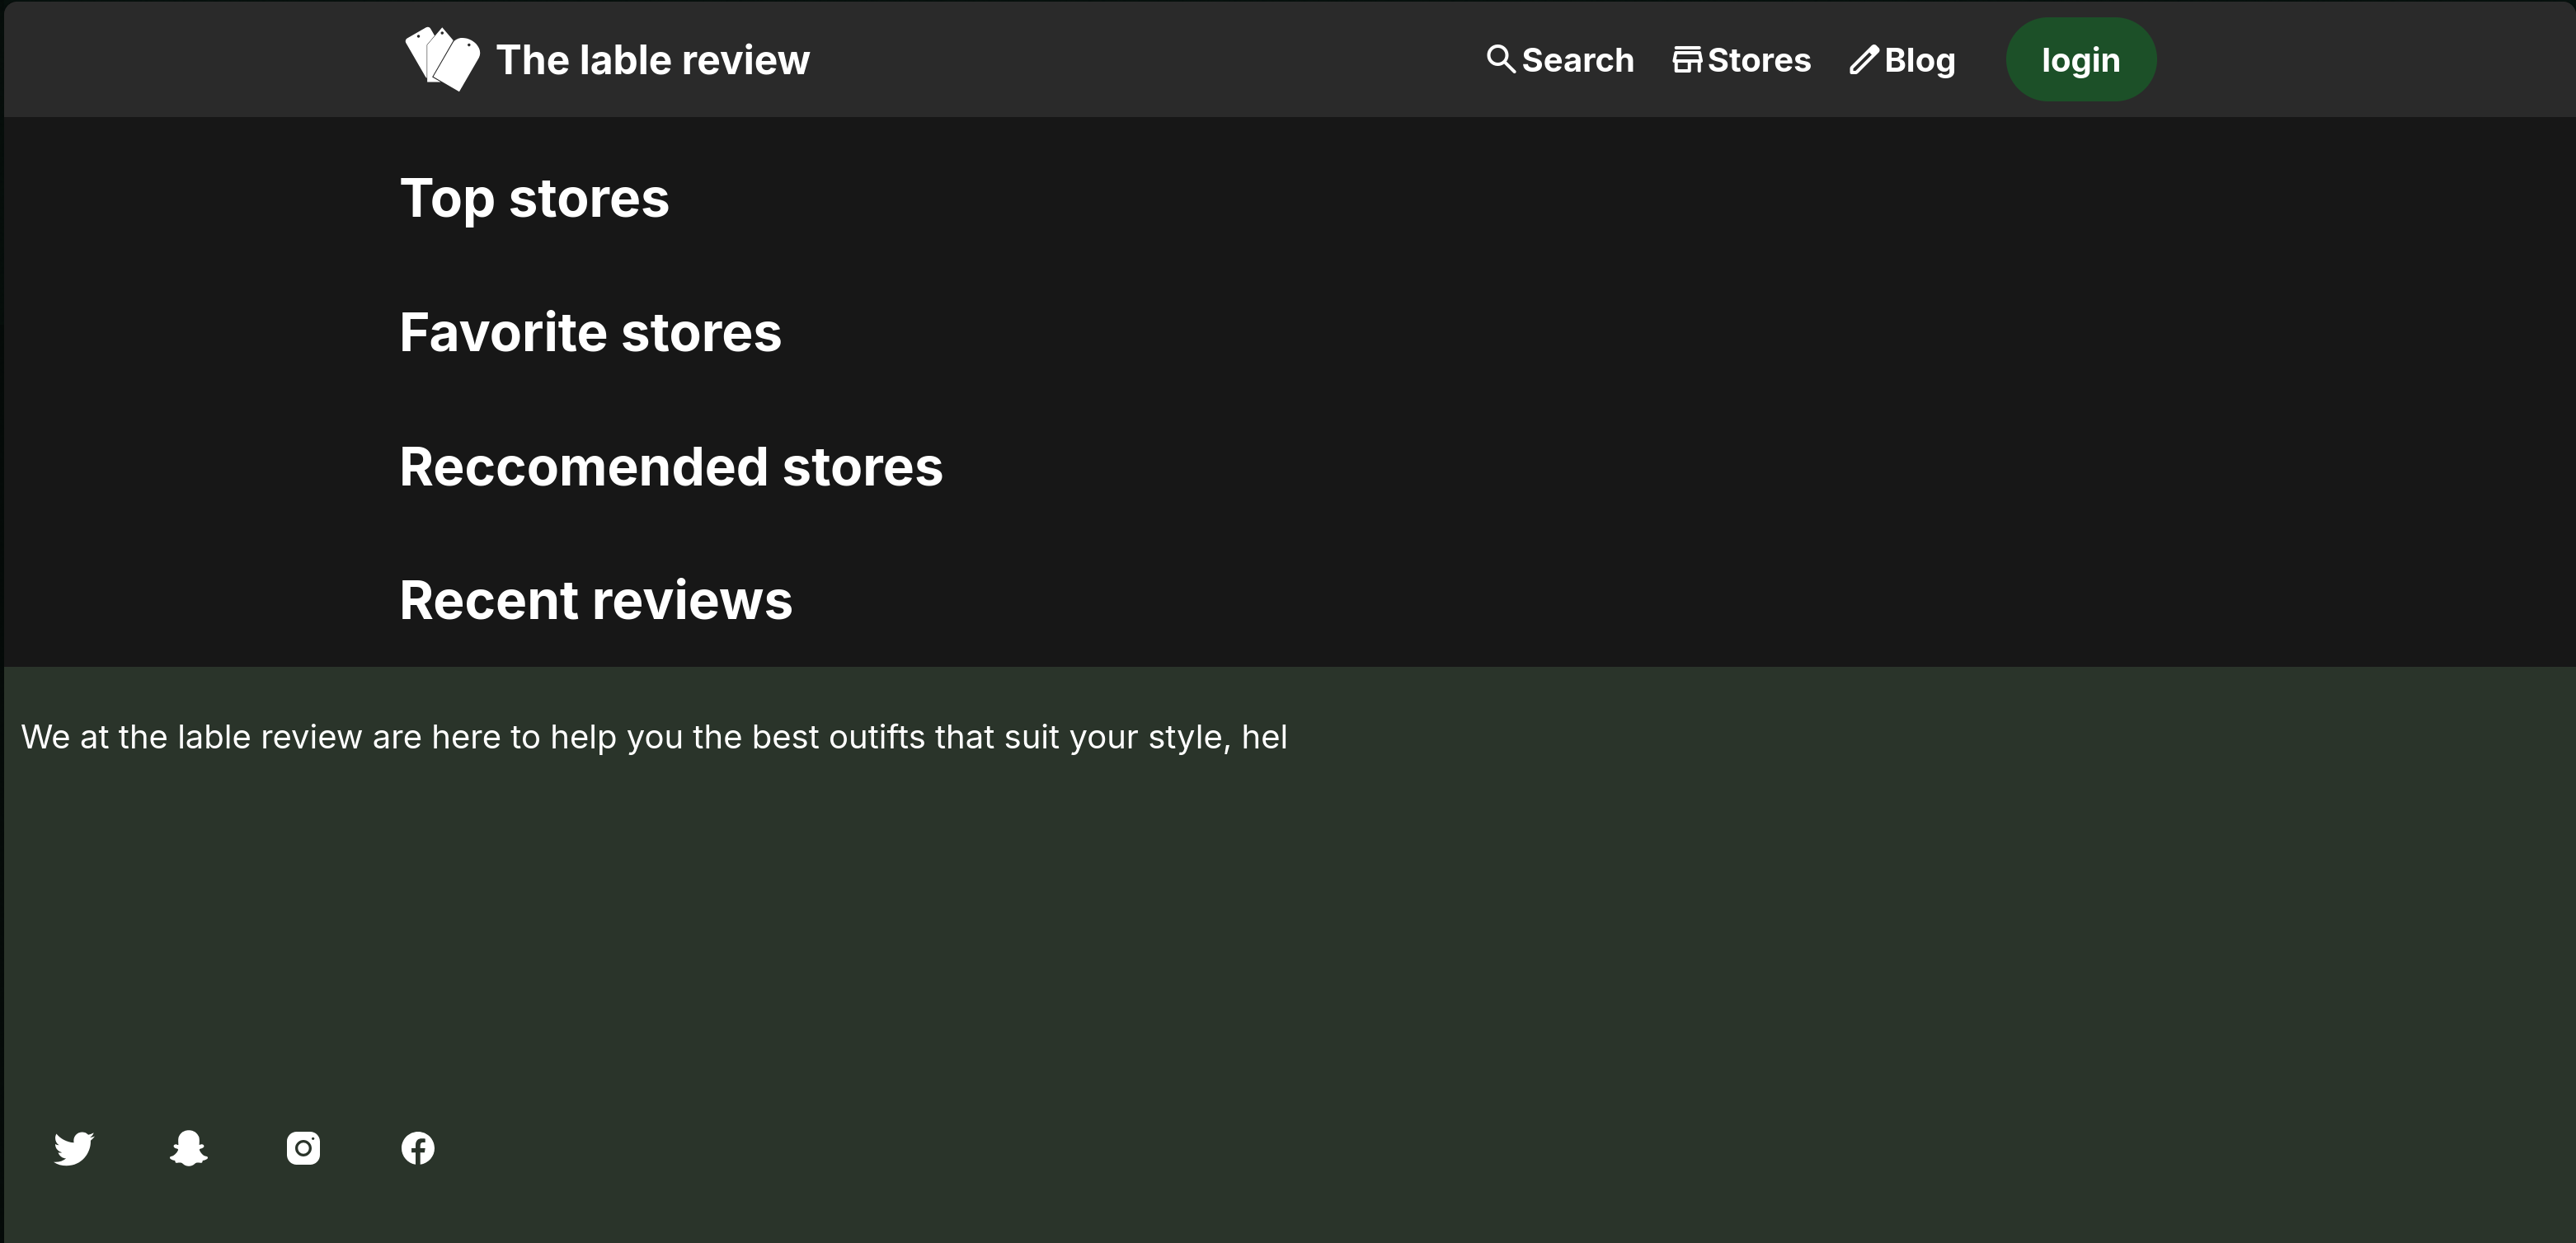 The lable review
Search Stores Blog login
Top stores
Favorite stores
Reccomended stores
Recent reviews
We at the lable review are here to help you the best outifts that suit your style, hel